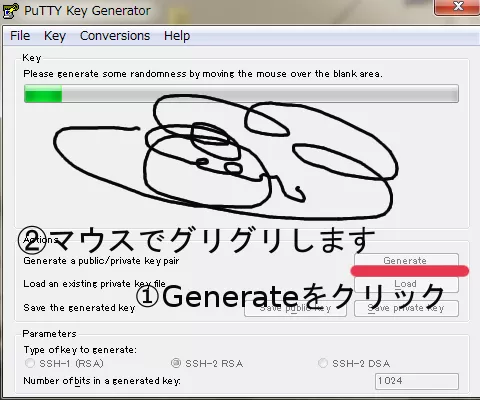 PuTTY Key Generator
File Key Conversions Help
Key
Please generate some randomness by moving the mouse over the blank area.
②マウスでグリグリします
Actions
Generate a public/private key pair
Generate
Load an existing private key file
Load
①Generateをクリック
Save the generated key
Save public key
Save private key
Parameters
Type of key to generate:
SSH-1 (RSA)
SSH-2 RSA
SSH-2 DSA
Number of bits in a generated key:
1024